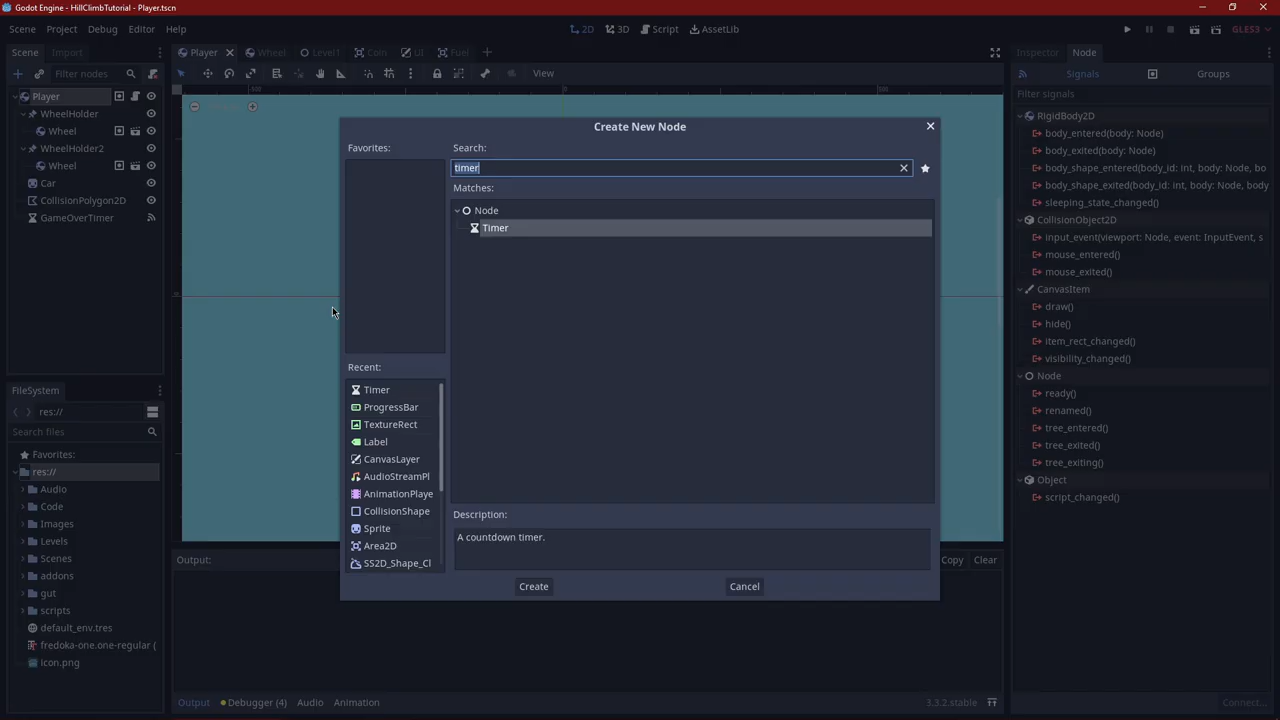 Godot Engine - HillClimbTutorial - Player.tscn
Scene Project Debug Editor Help
2D 3D Script AssetLib
GLES3
Scene Import
Player Wheel Level1 Coin UI Fuel
Inspector Node
Filter nodes
View
Signals Groups
Filter signals
Player
WheelHolder
Wheel
WheelHolder2
Wheel
Car
CollisionPolygon2D
GameOverTimer
FileSystem
res://
Search files
Favorites:
res://
Audio
Code
Images
Levels
Scenes
addons
gut
scripts
default_env.tres
fredoka-one.one-regular (
icon.png
Create New Node
Favorites:
Search:
timer
Matches:
Node
Timer
Recent:
Timer
ProgressBar
TextureRect
Label
CanvasLayer
AudioStreamPl
AnimationPlaye
CollisionShape
Sprite
Area2D
SS2D_Shape_Cl
Description:
A countdown timer.
Create Cancel
RigidBody2D
body_entered(body: Node)
body_exited(body: Node)
body_shape_entered(body_id: int, body: Node, bo
body_shape_exited(body_id: int, body: Node, body
sleeping_state_changed()
CollisionObject2D
input_event(viewport: Node, event: InputEvent, s
mouse_entered()
mouse_exited()
CanvasItem
draw()
hide()
item_rect_changed()
visibility_changed()
Node
ready()
renamed()
tree_entered()
tree_exited()
tree_exiting()
Object
script_changed()
Output:
Copy Clear
Output Debugger (4) Audio Animation
3.3.2.stable
Connect...